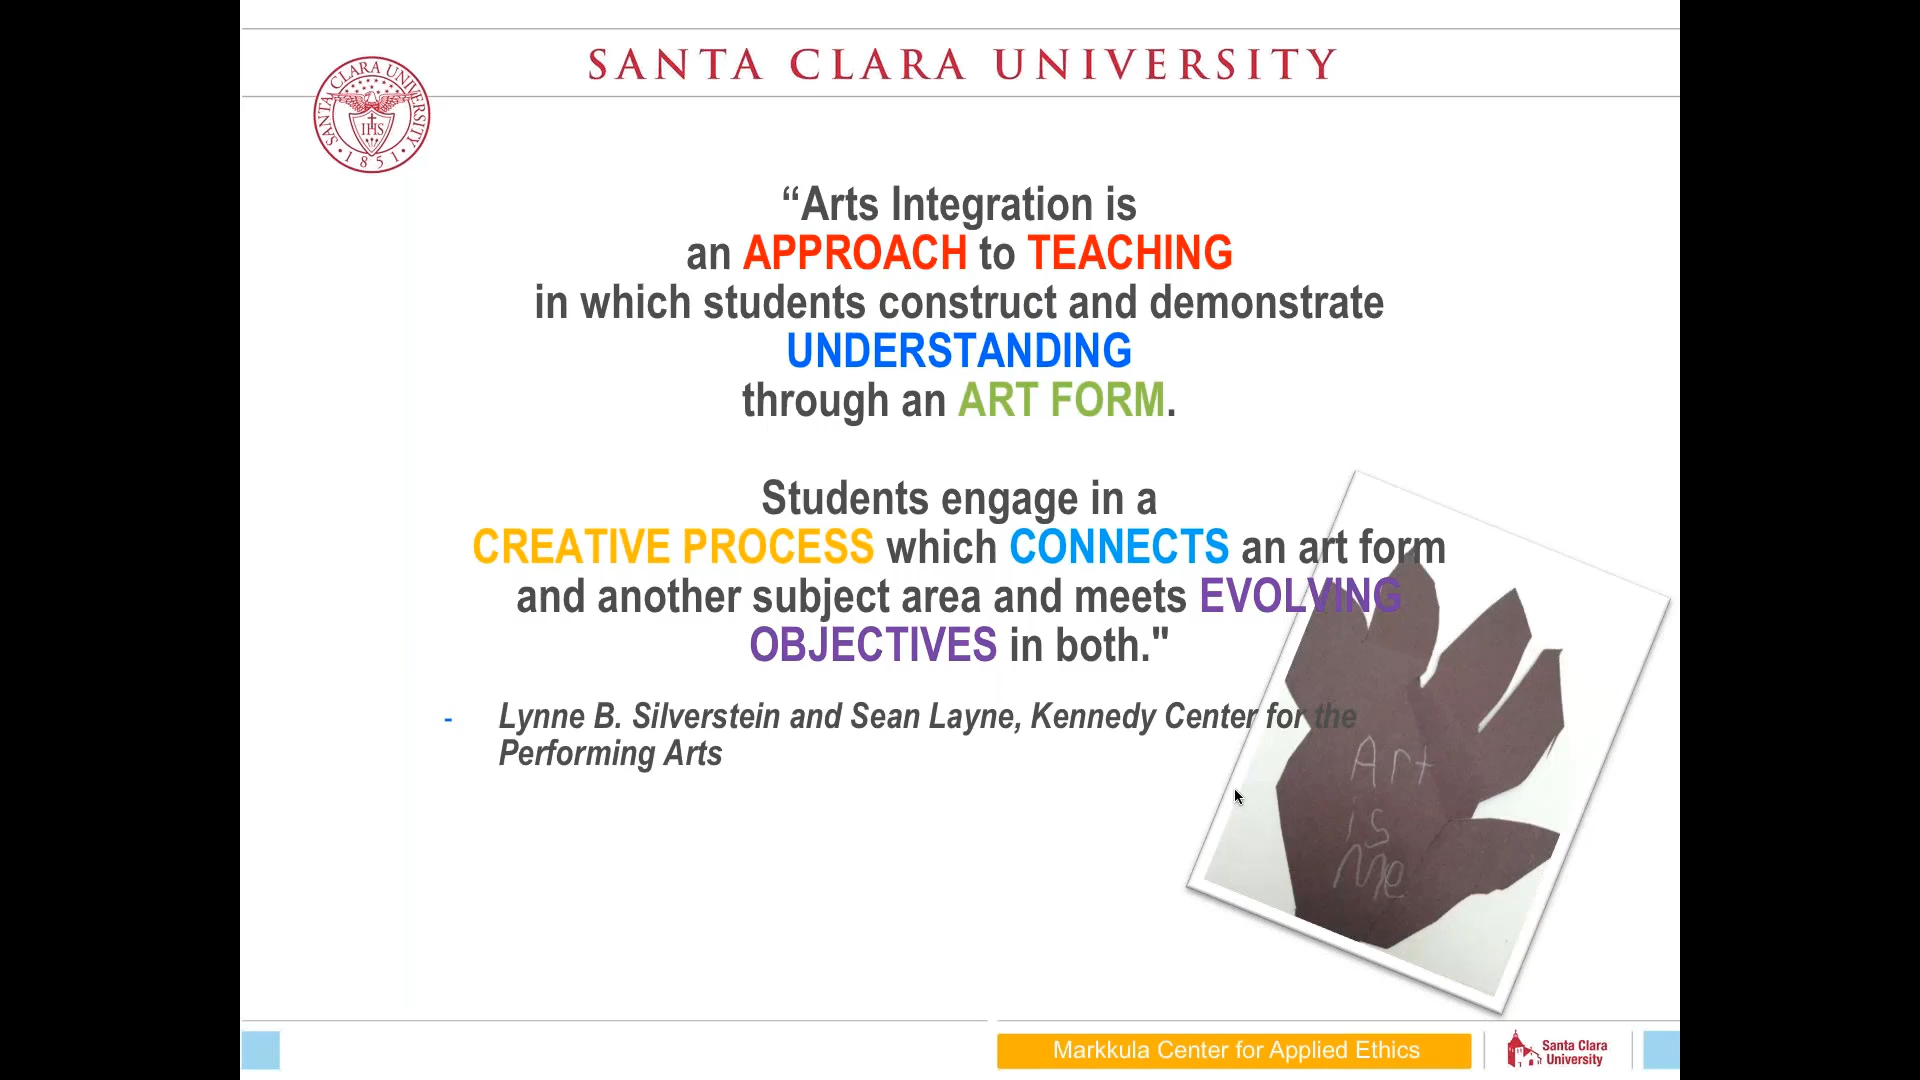 SANTA CLARA UNIVERSITY
SANTA CLARA UNIVERSITY
IHS
· 1851 ·
“Arts Integration is
an APPROACH to TEACHING
in which students construct and demonstrate
UNDERSTANDING
through an ART FORM.
Students engage in a
CREATIVE PROCESS which CONNECTS an art form
and another subject area and meets EVOLVING
OBJECTIVES in both."
- Lynne B. Silverstein and Sean Layne, Kennedy Center for the
Performing Arts
Art
is
Me
Markkula Center for Applied Ethics
Santa Clara
University